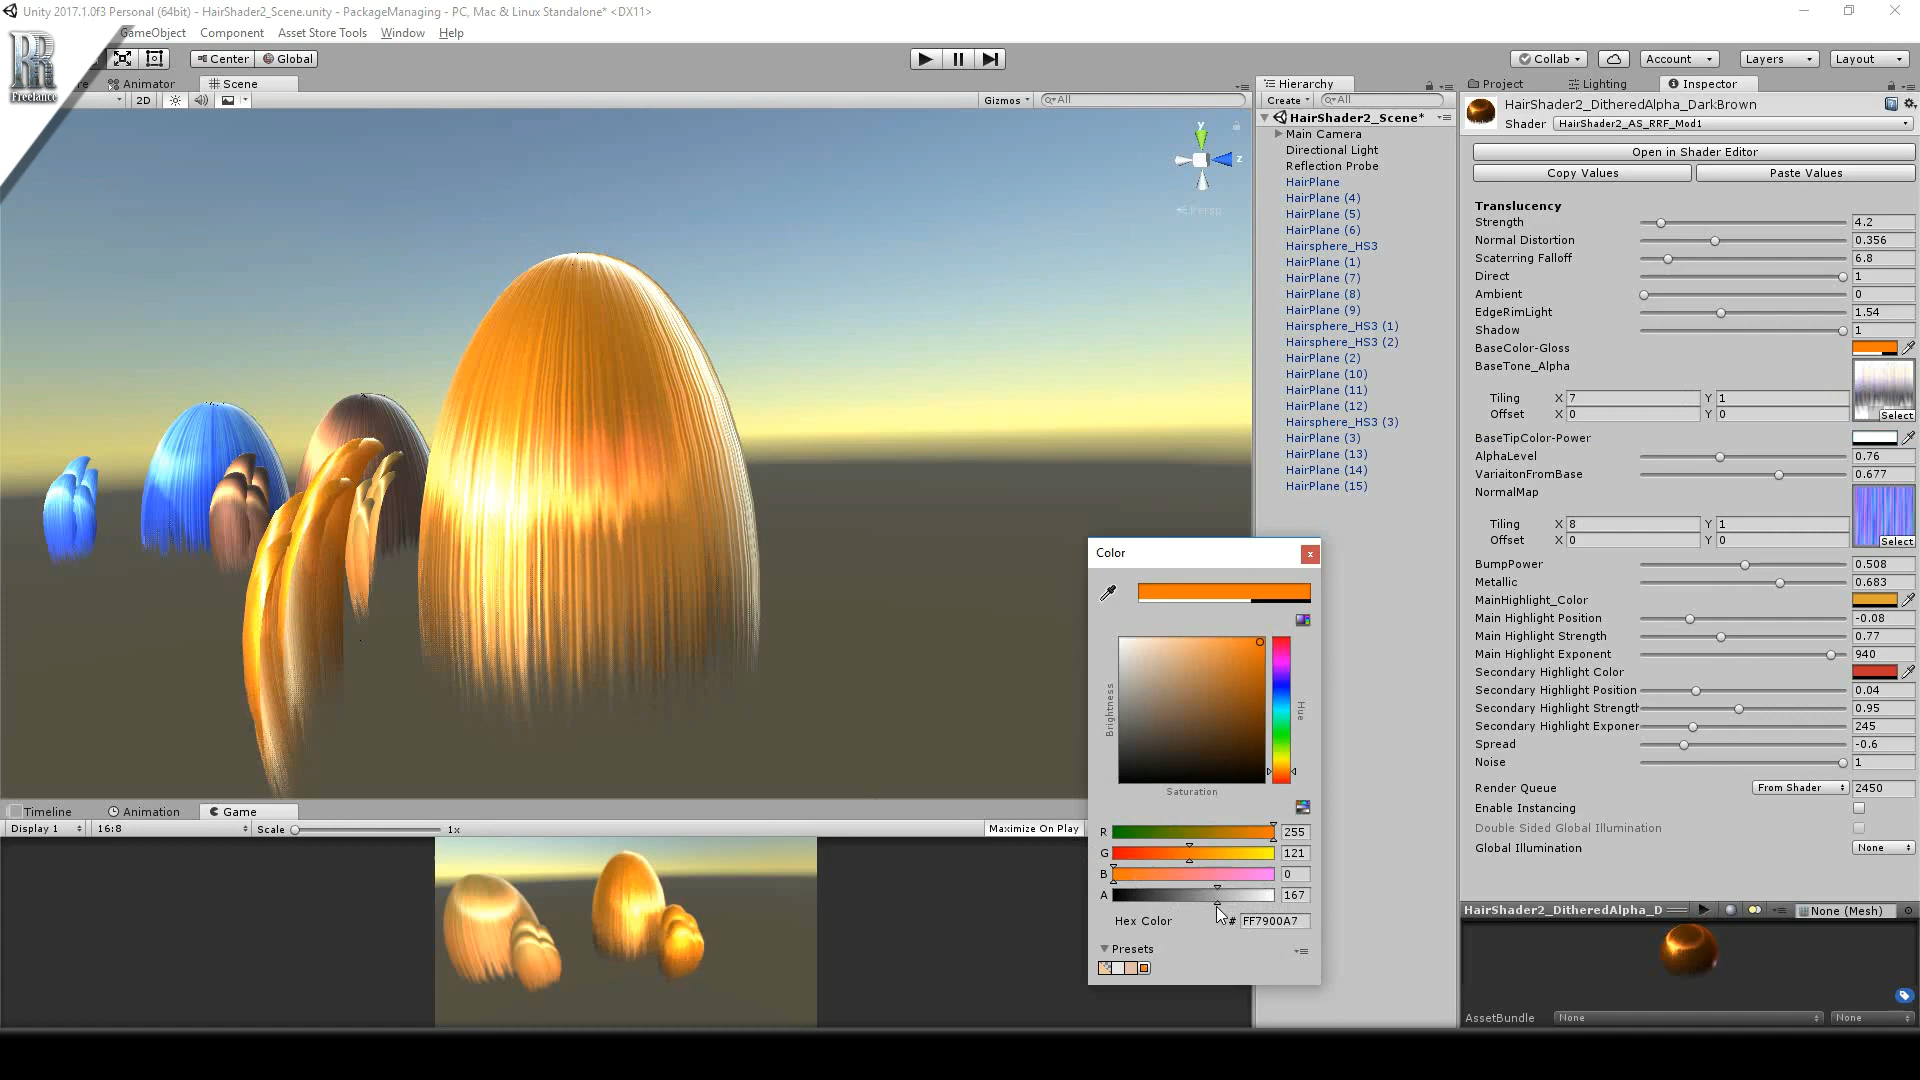 Unity 2017.1.0f3 Personal (64bit) - HairShader2_Scene.unity - PackageManaging - PC, Mac & Linux Standalone* <DX11>
GameObject Component Asset Store Tools Window Help
RR
Freelance
Center Global
Collab Account Layers Layout
Animator Scene
2D Gizmos All
y
z
Persp
Hierarchy
Create All
HairShader2_Scene*
Main Camera
Directional Light
Reflection Probe
HairPlane
HairPlane (4)
HairPlane (5)
HairPlane (6)
Hairsphere_HS3
HairPlane (1)
HairPlane (7)
HairPlane (8)
HairPlane (9)
Hairsphere_HS3 (1)
Hairsphere_HS3 (2)
HairPlane (2)
HairPlane (10)
HairPlane (11)
HairPlane (12)
Hairsphere_HS3 (3)
HairPlane (3)
HairPlane (13)
HairPlane (14)
HairPlane (15)
Project Lighting Inspector
HairShader2_DitheredAlpha_DarkBrown
Shader HairShader2_AS_RRF_Mod1
Open in Shader Editor
Copy Values Paste Values
Translucency
Strength 4.2
Normal Distortion 0.356
Scaterring Falloff 6.8
Direct 1
Ambient 0
EdgeRimLight 1.54
Shadow 1
BaseColor-Gloss
BaseTone_Alpha
Tiling X 7 Y 1
Offset X 0 Y 0
Select
BaseTipColor-Power
AlphaLevel 0.76
VariaitonFromBase 0.677
NormalMap
Tiling X 8 Y 1
Offset X 0 Y 0
Select
BumpPower 0.508
Metallic 0.683
MainHighlight_Color
Main Highlight Position -0.08
Main Highlight Strength 0.77
Main Highlight Exponent 940
Secondary Highlight Color
Secondary Highlight Position 0.04
Secondary Highlight Strength 0.95
Secondary Highlight Exponer 245
Spread -0.6
Noise 1
Render Queue From Shader 2450
Enable Instancing
Double Sided Global Illumination
Global Illumination None
HairShader2_DitheredAlpha_D None (Mesh)
AssetBundle None None
Color
x
Brightness
Hue
Saturation
R 255
G 121
B 0
A 167
Hex Color # FF7900A7
Presets
Timeline Animation Game
Display 1 16:8 Scale 1x Maximize On Play